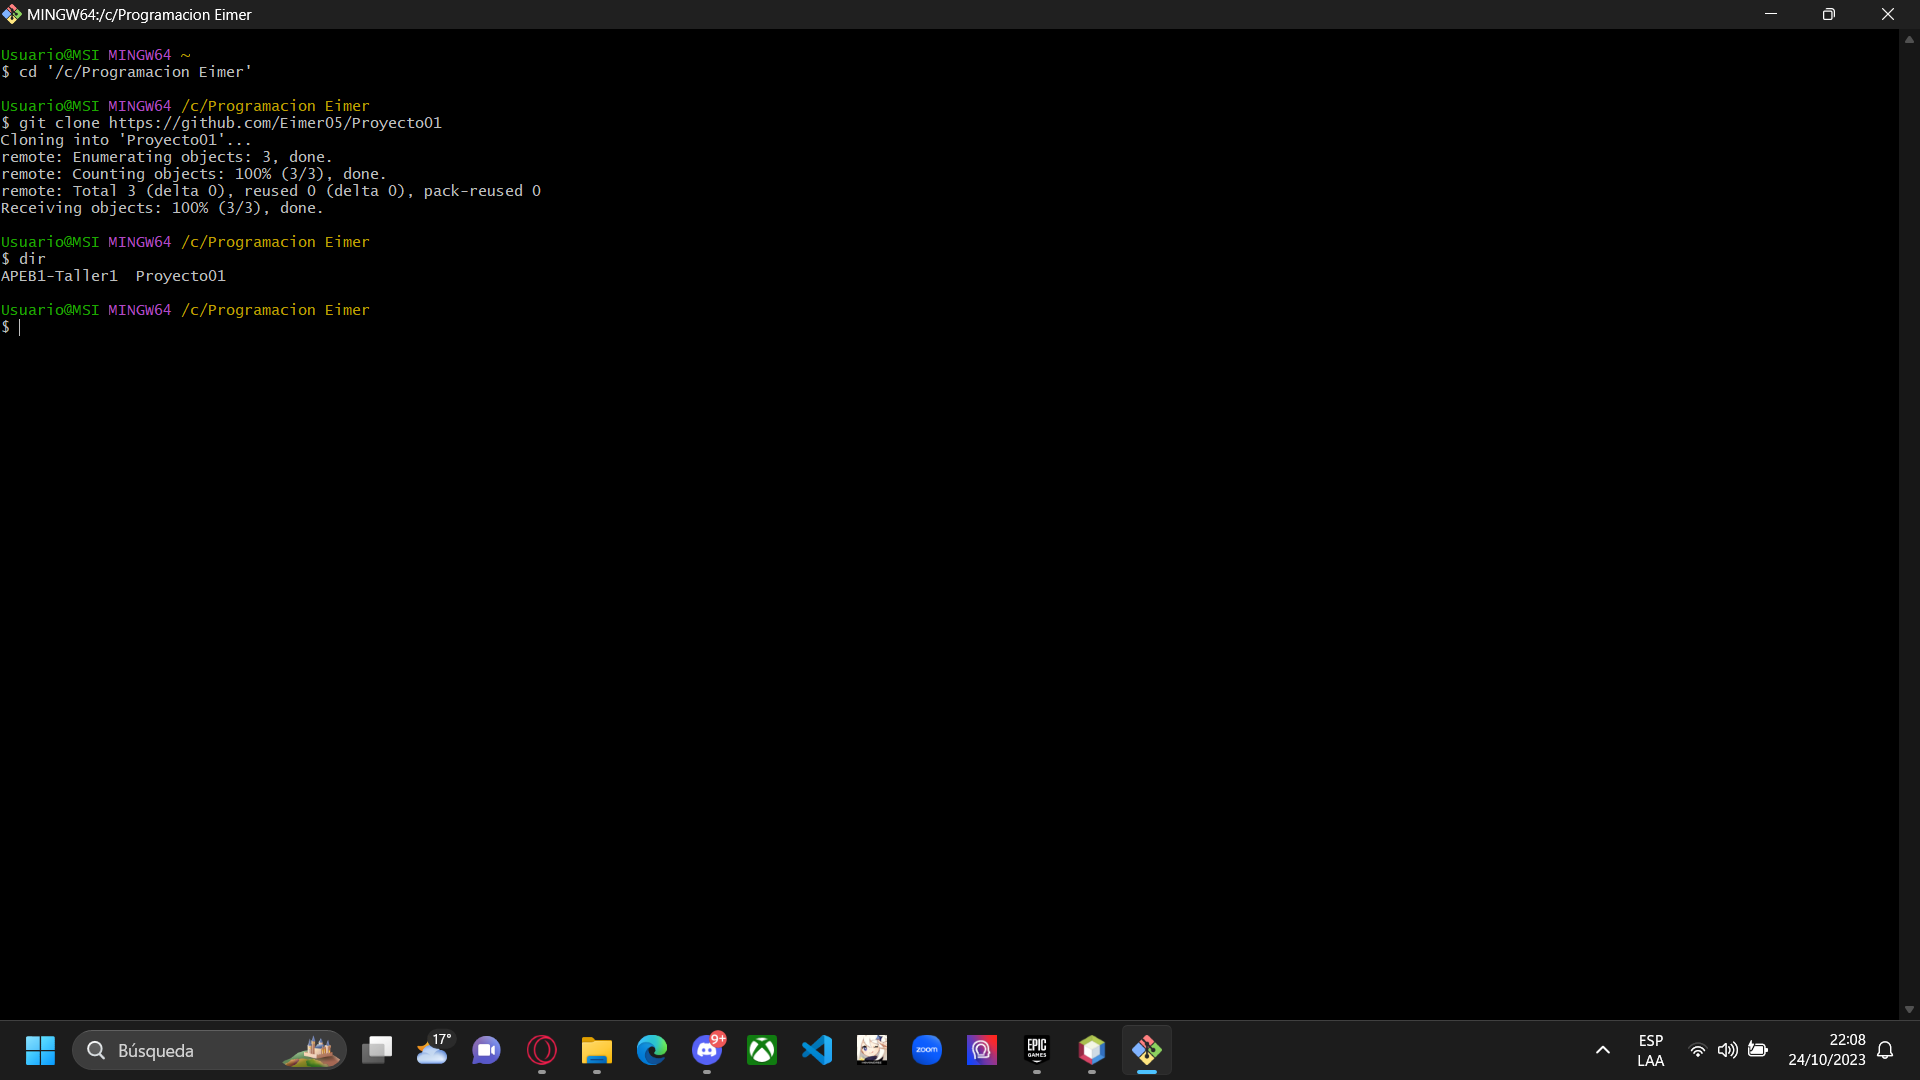 MINGW64:/c/Programacion Eimer
Usuario@MSI MINGW64 ~
$ cd '/c/Programacion Eimer'
Usuario@MSI MINGW64 /c/Programacion Eimer
$ git clone https://github.com/Eimer05/Proyecto01
Cloning into 'Proyecto01'...
remote: Enumerating objects: 3, done.
remote: Counting objects: 100% (3/3), done.
remote: Total 3 (delta 0), reused 0 (delta 0), pack-reused 0
Receiving objects: 100% (3/3), done.
Usuario@MSI MINGW64 /c/Programacion Eimer
$ dir
APEB1-Taller1  Proyecto01
Usuario@MSI MINGW64 /c/Programacion Eimer
$
Búsqueda
17°
9+
zoom
EPIC
GAMES
ESP
LAA
22:08
24/10/2023